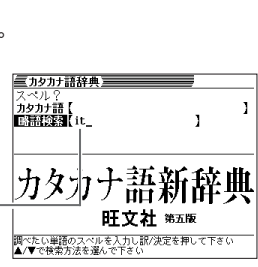 。
カタカナ語辞典
スペル？
カタカナ語【 】
略語検索【it_ 】
カタカナ語新辞典
旺文社 第五版
調べたい単語のスペルを入力し訳/決定を押して下さい
▲/▼で検索方法を選んで下さい